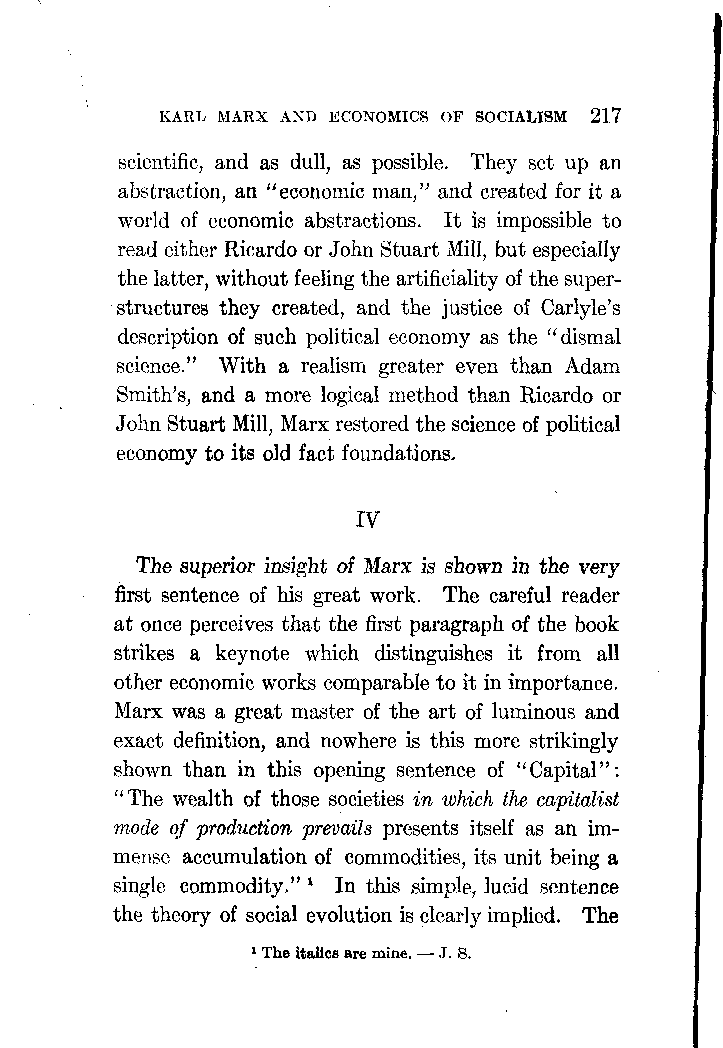 KARL MARX AND ECONOMICS OF SOCIALISM 217
scientific, and as dull, as possible. They set up an
abstraction, an "economic man," and created for it a
world of economic abstractions. It is impossible to
read either Ricardo or John Stuart Mill, but especially
the latter, without feeling the artificiality of the super-
structures they created, and the justice of Carlyle's
description of such political economy as the "dismal
science." With a realism greater even than Adam
Smith's, and a more logical method than Ricardo or
John Stuart Mill, Marx restored the science of political
economy to its old fact foundations.
IV
The superior insight of Marx is shown in the very
first sentence of his great work. The careful reader
at once perceives that the first paragraph of the book
strikes a keynote which distinguishes it from all
other economic works comparable to it in importance.
Marx was a great master of the art of luminous and
exact definition, and nowhere is this more strikingly
shown than in this opening sentence of "Capital":
"The wealth of those societies in which the capitalist
mode of production prevails presents itself as an im-
mense accumulation of commodities, its unit being a
single commodity." ¹ In this simple, lucid sentence
the theory of social evolution is clearly implied. The
¹ The italics are mine. — J. S.